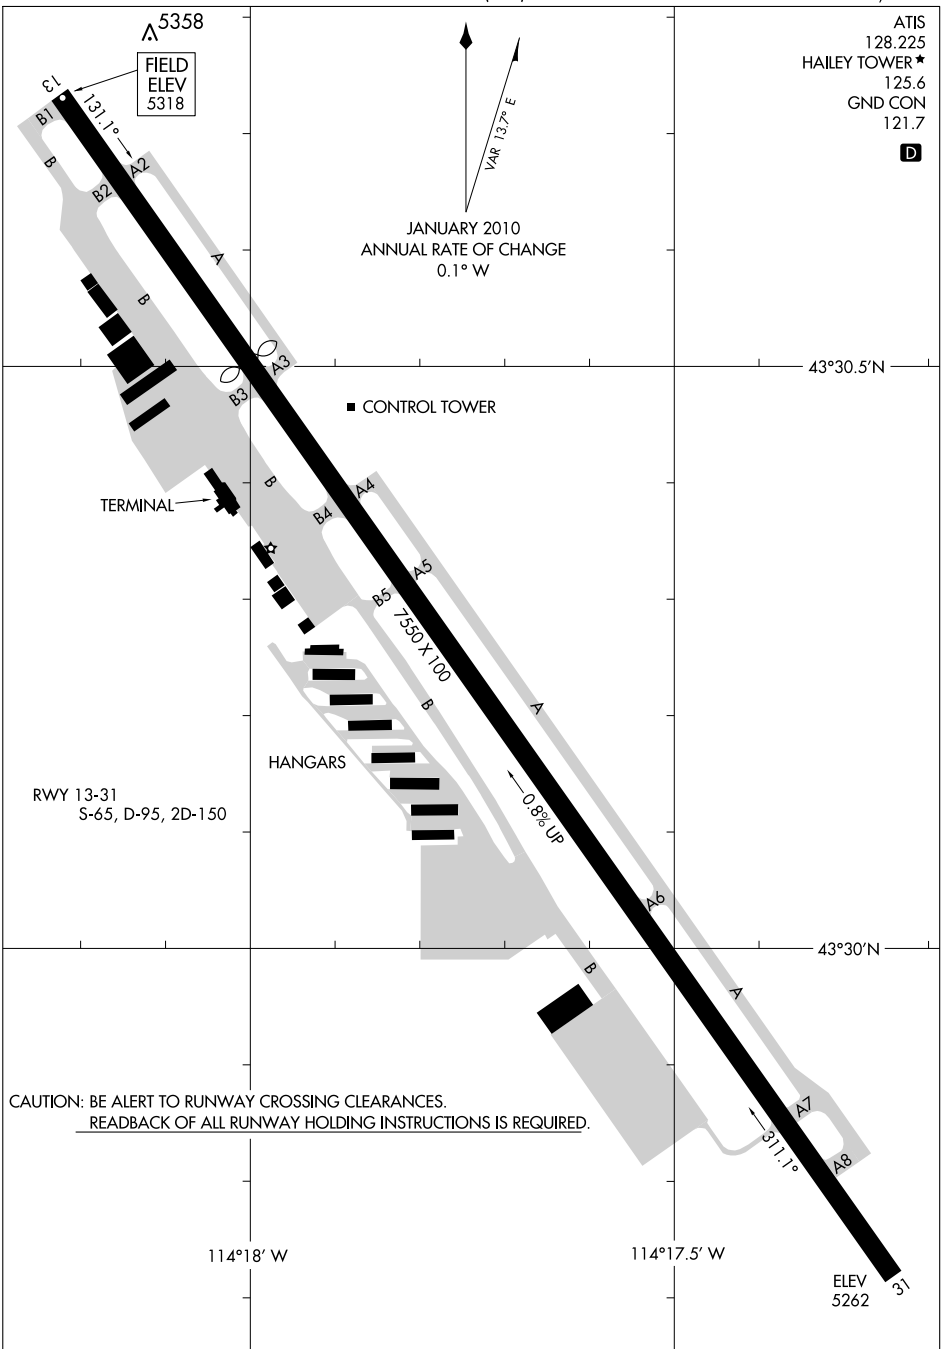 5358
ATIS
128.225
HAILEY TOWER★
125.6
GND CON
121.7
D
FIELD
ELEV
5318
13
131.1°
VAR 13.7° E
JANUARY 2010
ANNUAL RATE OF CHANGE
0.1° W
B1
B
B2
A2
A
B
43°30.5'N
A3
B3
CONTROL TOWER
TERMINAL
B
A4
B4
A5
B5
7550 X 100
B
A
HANGARS
RWY 13-31
S-65, D-95, 2D-150
0.8% UP
A6
43°30'N
B
A
CAUTION: BE ALERT TO RUNWAY CROSSING CLEARANCES.
READBACK OF ALL RUNWAY HOLDING INSTRUCTIONS IS REQUIRED.
A7
311.1°
A8
114°18' W
114°17.5' W
ELEV
5262
31